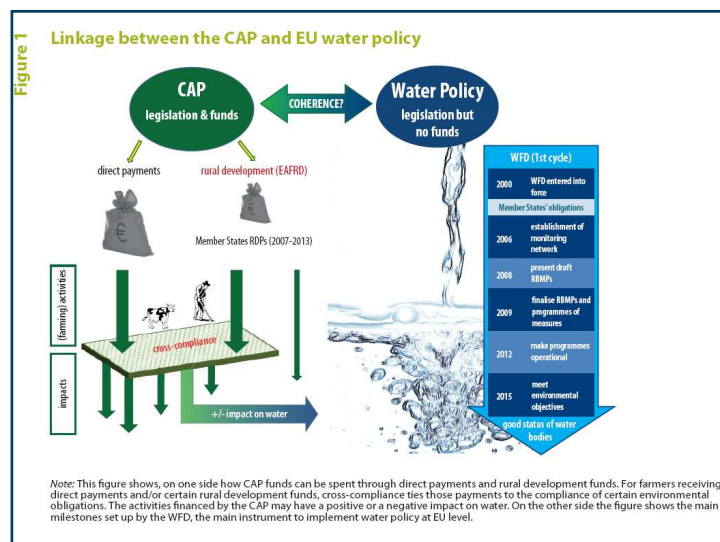 Figure 1
Linkage between the CAP and EU water policy
CAP
legislation & funds
COHERENCE?
Water Policy
legislation but
no funds
direct payments
rural development (EAFRD)
€
€
Member States RDPs (2007-2013)
(farming) activities
impacts
cross-compliance
+/- impact on water
WFD (1st cycle)
2000 WFD entered into
force
Member States' obligations
2006 establishment of
monitoring
network
2008 present draft
RBMPs
2009 finalise RBMPs and
programmes of
measures
2012 make programmes
operational
2015 meet
environmental
objectives
good status of water
bodies
Note: This figure shows, on one side how CAP funds can be spent through direct payments and rural development funds. For farmers receiving
direct payments and/or certain rural development funds, cross-compliance ties those payments to the compliance of certain environmental
obligations. The activities financed by the CAP may have a positive or a negative impact on water. On the other side the figure shows the main
milestones set up by the WFD, the main instrument to implement water policy at EU level.